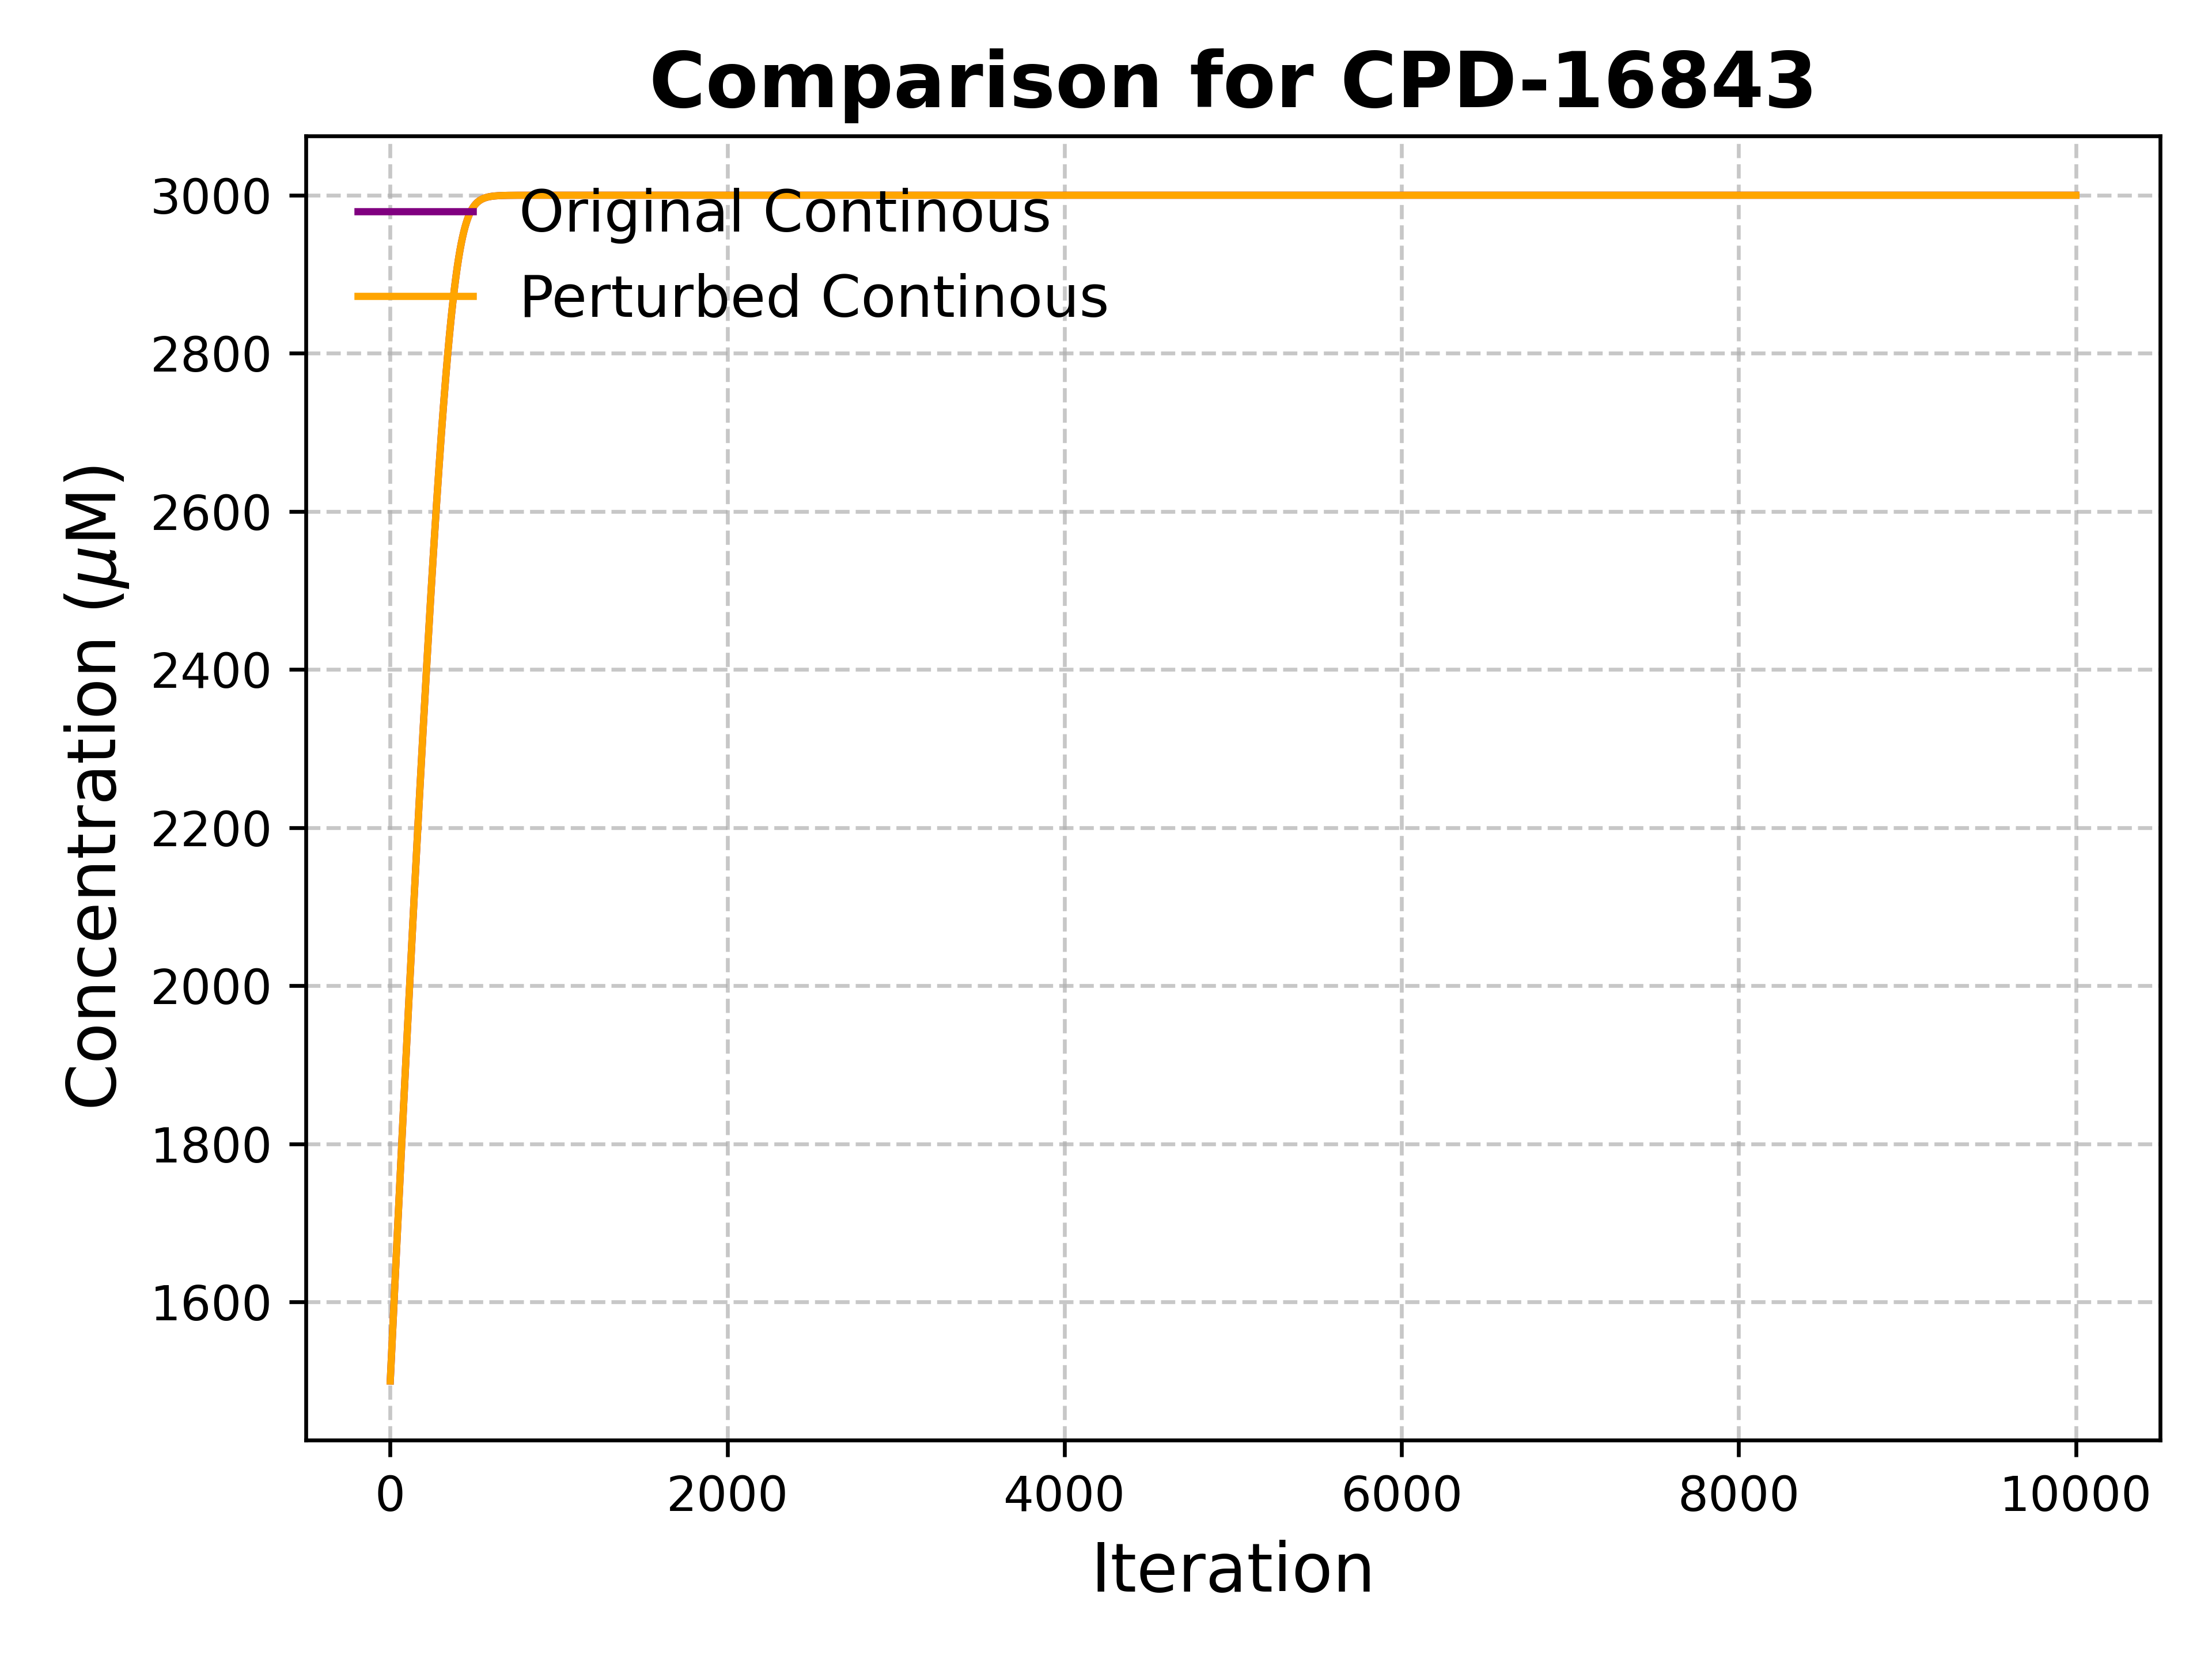 Comparison for CPD-16843
Concentration (μM)
3000
2800
2600
2400
2200
2000
1800
1600
Original Continous
Perturbed Continous
0 2000 4000 6000 8000 10000
Iteration